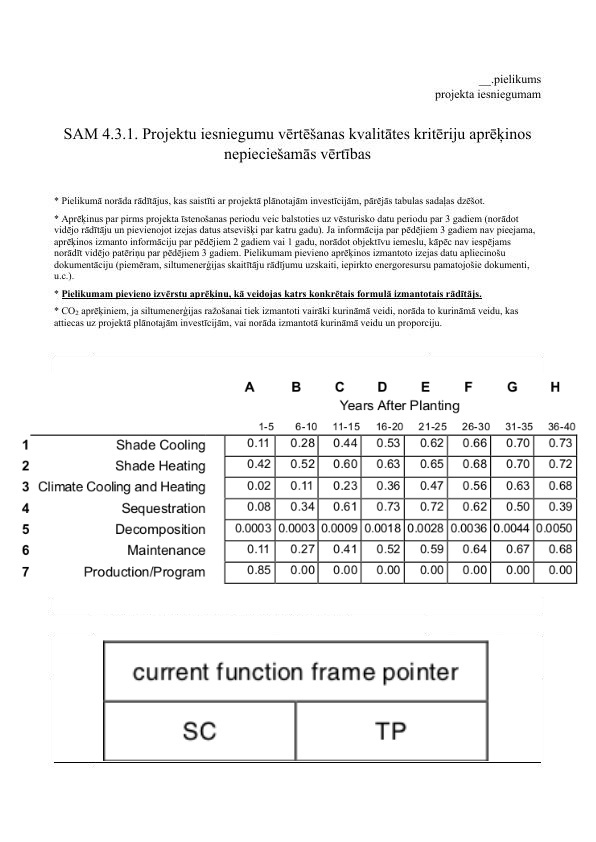 __.pielikums
projekta iesniegumam
SAM 4.3.1. Projektu iesniegumu vērtēšanas kvalitātes kritēriju aprēķinos
nepieciešamās vērtības
* Pielikumā norāda rādītājus, kas saistīti ar projektā plānotajām investīcijām, pārējās tabulas sadaļas dzēšot.
* Aprēķinus par pirms projekta īstenošanas periodu veic balstoties uz vēsturisko datu periodu par 3 gadiem (norādot
vidējo rādītāju un pievienojot izejas datus atsevišķi par katru gadu). Ja informācija par pēdējiem 3 gadiem nav pieejama,
aprēķinos izmanto informāciju par pēdējiem 2 gadiem vai 1 gadu, norādot objektīvu iemeslu, kāpēc nav iespējams
norādīt vidējo patēriņu par pēdējiem 3 gadiem. Pielikumam pievieno aprēķinos izmantoto izejas datu apliecinošu
dokumentāciju (piemēram, siltumenerģijas skaitītāju rādījumu uzskaiti, iepirkto energoresursu pamatojošie dokumenti,
u.c.).
* Pielikumam pievieno izvērstu aprēķinu, kā veidojas katrs konkrētais formulā izmantotais rādītājs.
* CO₂ aprēķiniem, ja siltumenerģijas ražošanai tiek izmantoti vairāki kurināmā veidi, norāda to kurināmā veidu, kas
attiecas uz projektā plānotajām investīcijām, vai norāda izmantotā kurināmā veidu un proporciju.
A B C D E F G H
Years After Planting
1-5 6-10 11-15 16-20 21-25 26-30 31-35 36-40
1 Shade Cooling 0.11 0.28 0.44 0.53 0.62 0.66 0.70 0.73
2 Shade Heating 0.42 0.52 0.60 0.63 0.65 0.68 0.70 0.72
3 Climate Cooling and Heating 0.02 0.11 0.23 0.36 0.47 0.56 0.63 0.68
4 Sequestration 0.08 0.34 0.61 0.73 0.72 0.62 0.50 0.39
5 Decomposition 0.0003 0.0003 0.0009 0.0018 0.0028 0.0036 0.0044 0.0050
6 Maintenance 0.11 0.27 0.41 0.52 0.59 0.64 0.67 0.68
7 Production/Program 0.85 0.00 0.00 0.00 0.00 0.00 0.00 0.00
current function frame pointer
SC TP